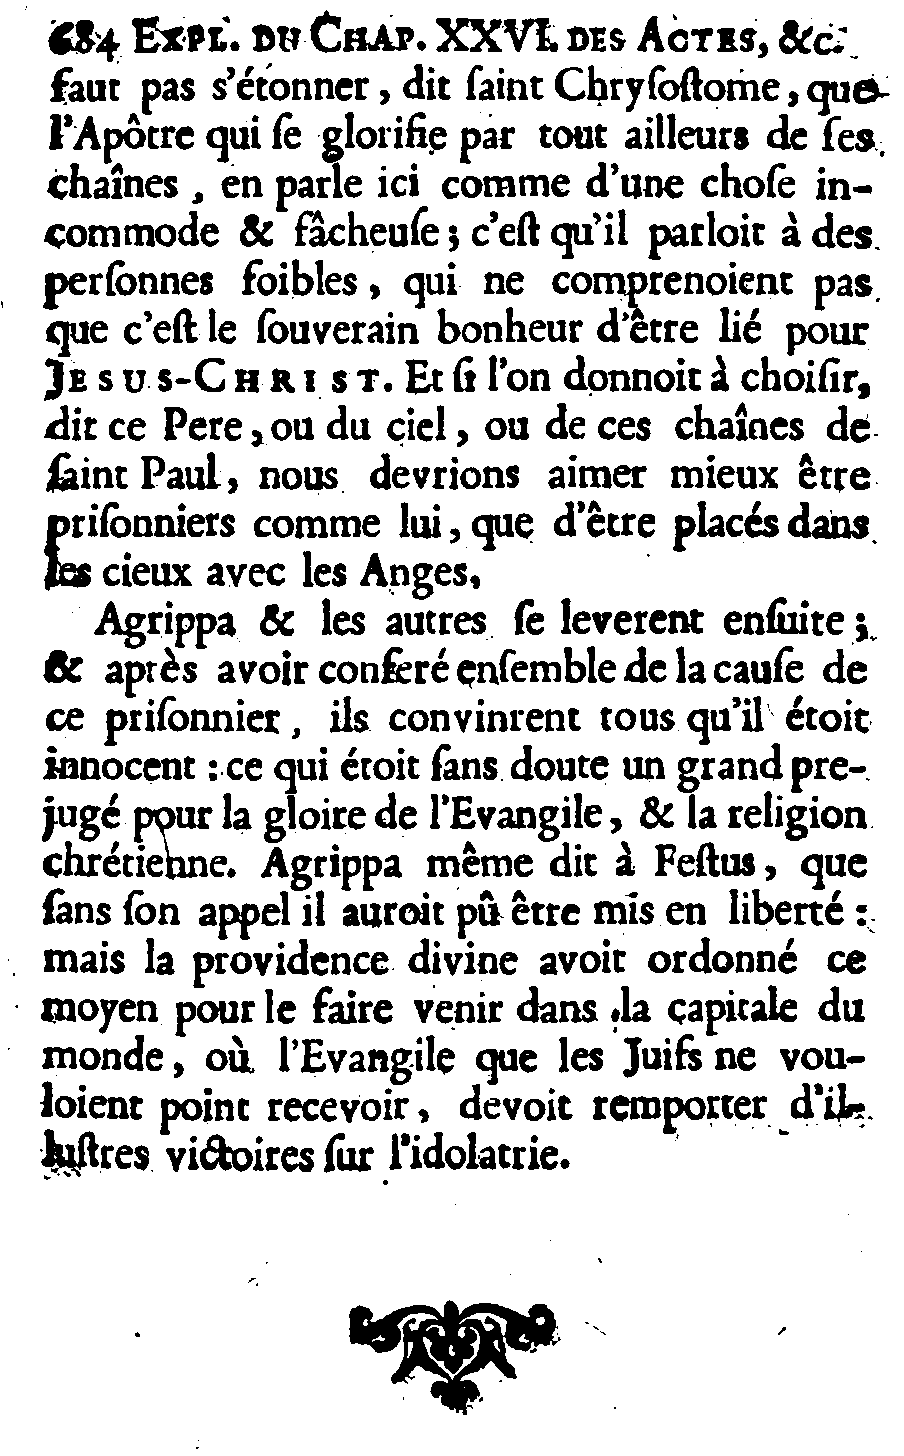 684 EXPL. DU CHAP. XXVI. DES ACTES, &c.
faut pas s'étonner, dit ſaint Chryſoſtome, que
l'Apôtre qui ſe glorifie par tout ailleurs de ſes
chaînes, en parle ici comme d'une choſe in-
commode & fâcheuſe; c'eſt qu'il parloit à des
perſonnes foibles, qui ne comprenoient pas
que c'eſt le ſouverain bonheur d'être lié pour
JESUS-CHRIST. Et ſi l'on donnoit à choiſir,
dit ce Pere, ou du ciel, ou de ces chaînes de
ſaint Paul, nous devrions aimer mieux être
priſonniers comme lui, que d'être placés dans
les cieux avec les Anges.
Agrippa & les autres ſe leverent enſuite;
& après avoir conferé enſemble de la cauſe de
ce priſonnier, ils convinrent tous qu'il étoit
innocent : ce qui étoit ſans doute un grand pre-
jugé pour la gloire de l'Evangile, & la religion
chrétienne. Agrippa même dit à Feſtus, que
ſans ſon appel il auroit pû être mis en liberté :
mais la providence divine avoit ordonné ce
moyen pour le faire venir dans la capitale du
monde, où l'Evangile que les Juifs ne vou-
loient point recevoir, devoit remporter d'il-
luſtres victoires ſur l'idolatrie.